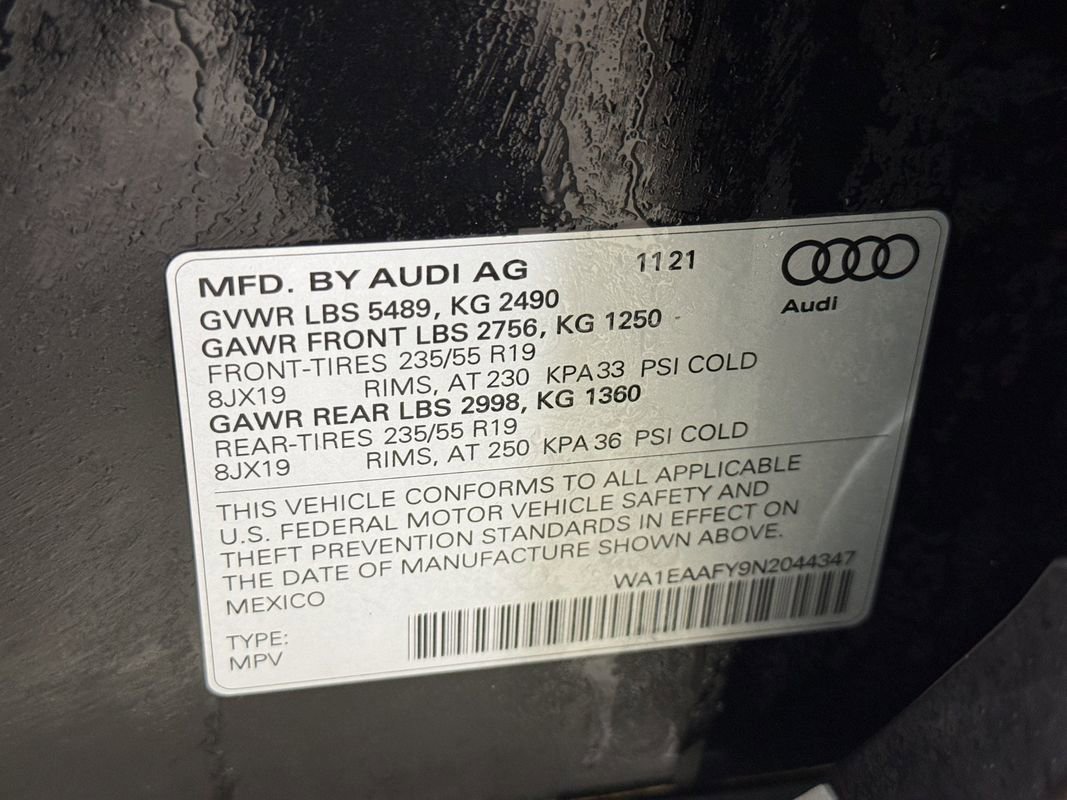 MFD. BY AUDI AG 11 21
Audi
GVWR LBS 5489, KG 2490
GAWR FRONT LBS 2756, KG 1250
FRONT-TIRES 235/55 R19
8JX19 RIMS, AT 230 KPA 33 PSI COLD
GAWR REAR LBS 2998, KG 1360
REAR-TIRES 235/55 R19
8JX19 RIMS, AT 250 KPA 36 PSI COLD
THIS VEHICLE CONFORMS TO ALL APPLICABLE
U.S. FEDERAL MOTOR VEHICLE SAFETY AND
THEFT PREVENTION STANDARDS IN EFFECT ON
THE DATE OF MANUFACTURE SHOWN ABOVE.
MEXICO WA1EAAFY9N2044347
TYPE:
MPV